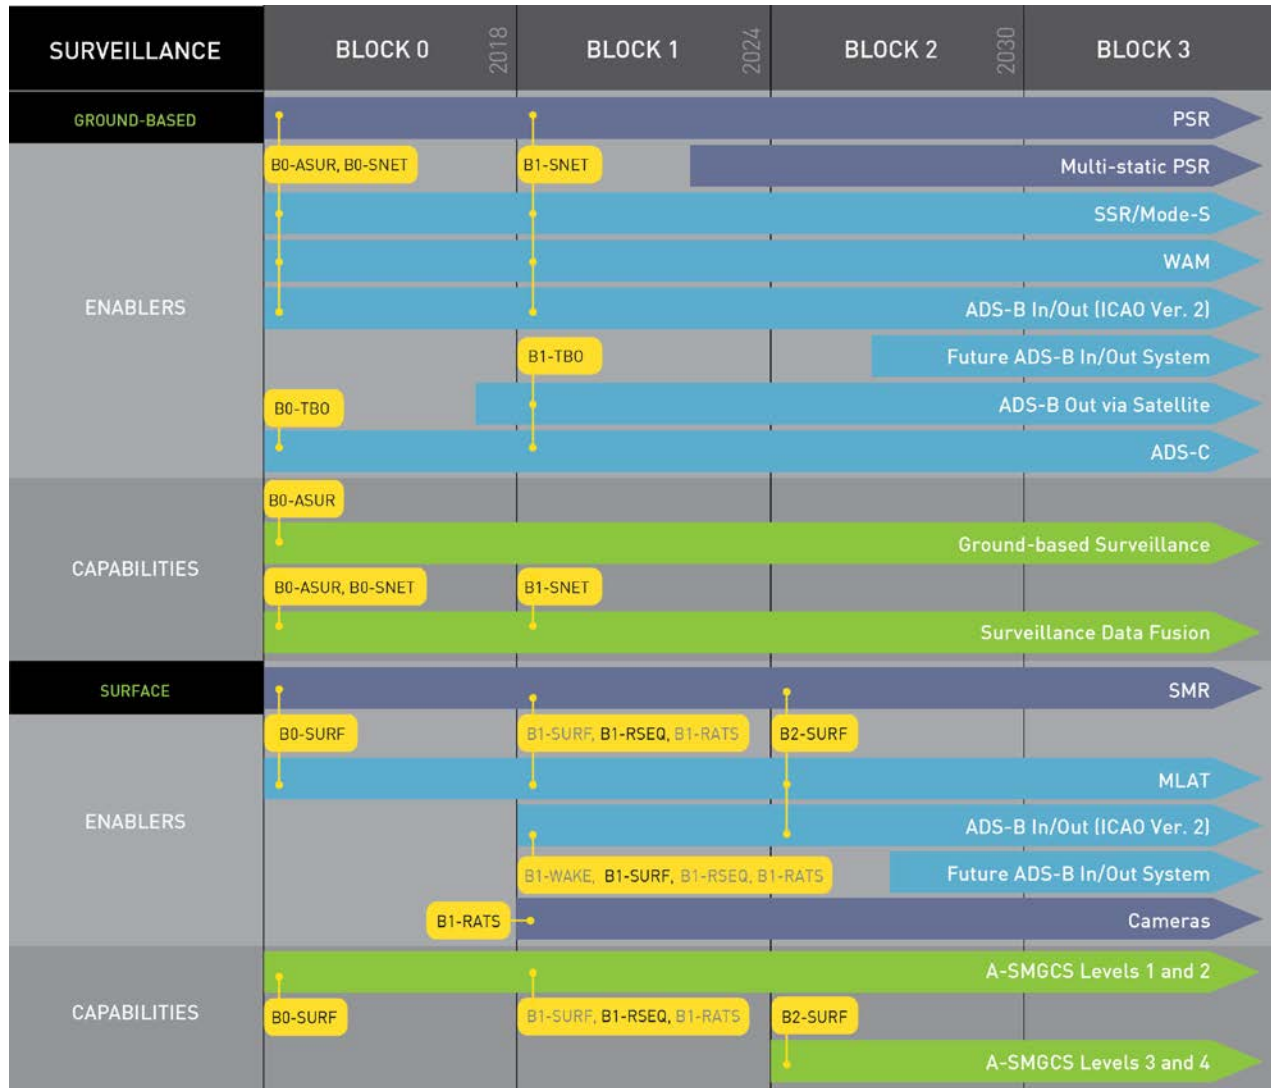 SURVEILLANCE
BLOCK 0
2018
BLOCK 1
2024
BLOCK 2
2030
BLOCK 3
GROUND-BASED
PSR
B0-ASUR, B0-SNET
B1-SNET
Multi-static PSR
SSR/Mode-S
WAM
ENABLERS
ADS-B In/Out (ICAO Ver. 2)
B1-TBO
Future ADS-B In/Out System
B0-TBO
ADS-B Out via Satellite
ADS-C
B0-ASUR
Ground-based Surveillance
CAPABILITIES
B0-ASUR, B0-SNET
B1-SNET
Surveillance Data Fusion
SURFACE
SMR
B0-SURF
B1-SURF, B1-RSEQ, B1-RATS
B2-SURF
MLAT
ENABLERS
ADS-B In/Out (ICAO Ver. 2)
B1-WAKE, B1-SURF, B1-RSEQ, B1-RATS
Future ADS-B In/Out System
B1-RATS
Cameras
A-SMGCS Levels 1 and 2
CAPABILITIES
B0-SURF
B1-SURF, B1-RSEQ, B1-RATS
B2-SURF
A-SMGCS Levels 3 and 4